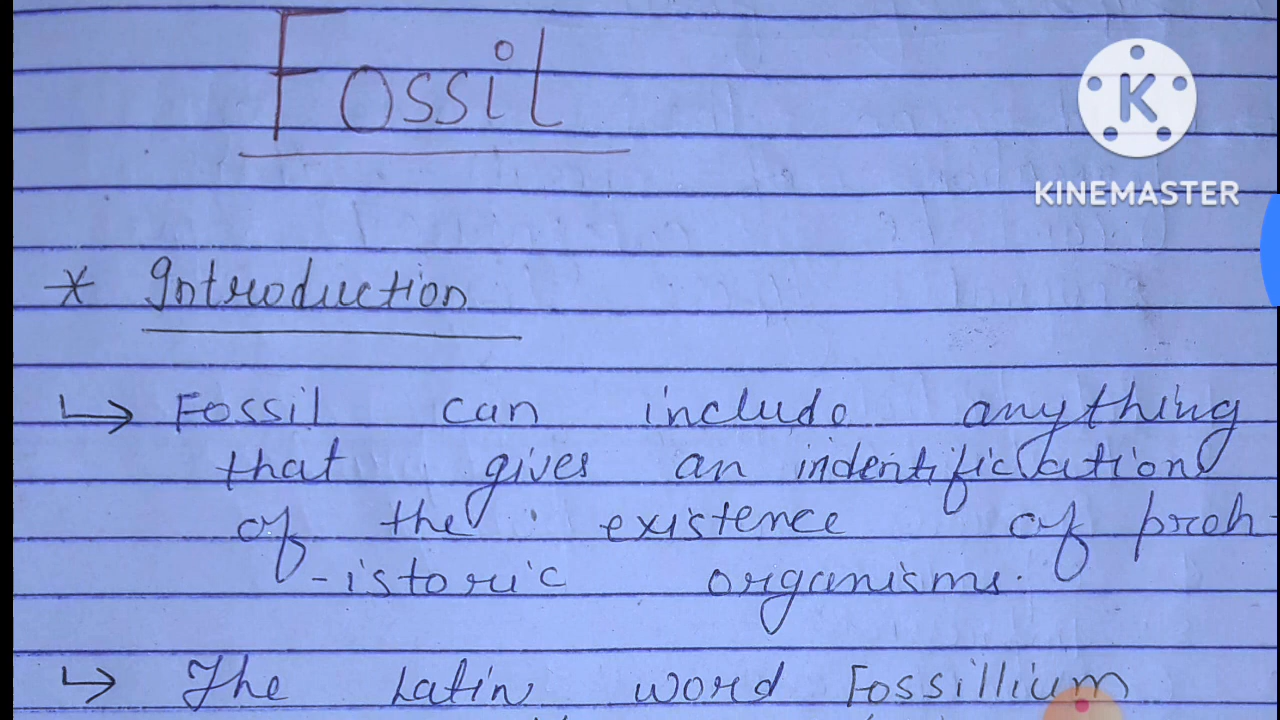 Fossil
KINEMASTER
* Introduction
↳ Fossil can include anything
that gives an indentification
of the existence of preh-
-istoric organisms.
↳ The Latin word Fossillium